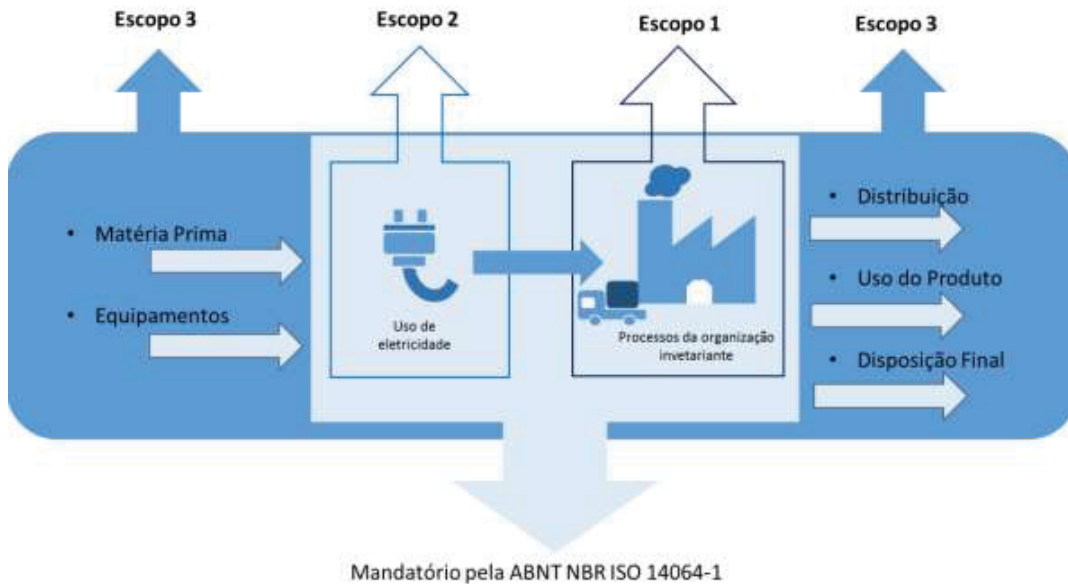 Escopo 3
Escopo 2
Escopo 1
Escopo 3
• Matéria Prima
• Equipamentos
Uso de
eletricidade
Processos da organização
invetariante
• Distribuição
• Uso do Produto
• Disposição Final
Mandatório pela ABNT NBR ISO 14064-1